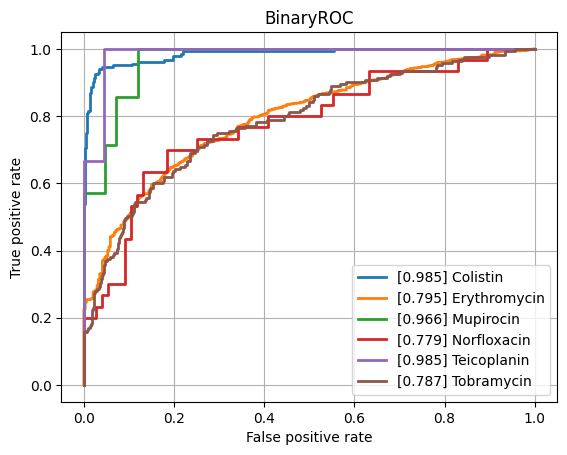 BinaryROC
True positive rate
1.0
0.8
0.6
0.4
0.2
0.0
[0.985] Colistin
[0.795] Erythromycin
[0.966] Mupirocin
[0.779] Norfloxacin
[0.985] Teicoplanin
[0.787] Tobramycin
0.0 0.2 0.4 0.6 0.8 1.0
False positive rate